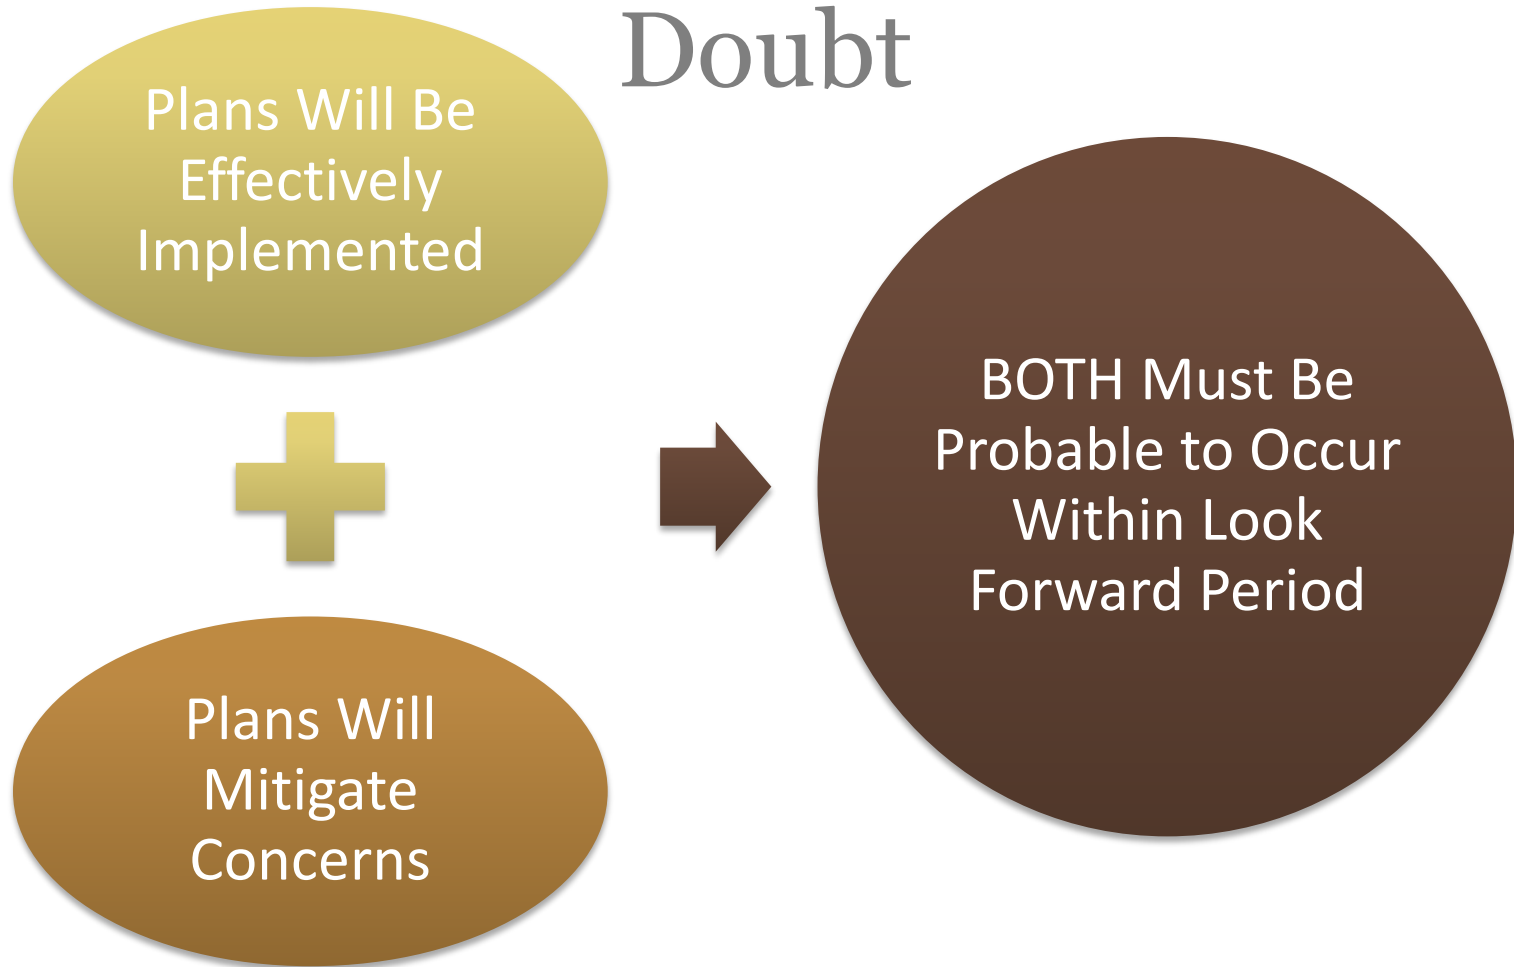 Doubt
Plans Will Be
Effectively
Implemented
Plans Will
Mitigate
Concerns
BOTH Must Be
Probable to Occur
Within Look
Forward Period